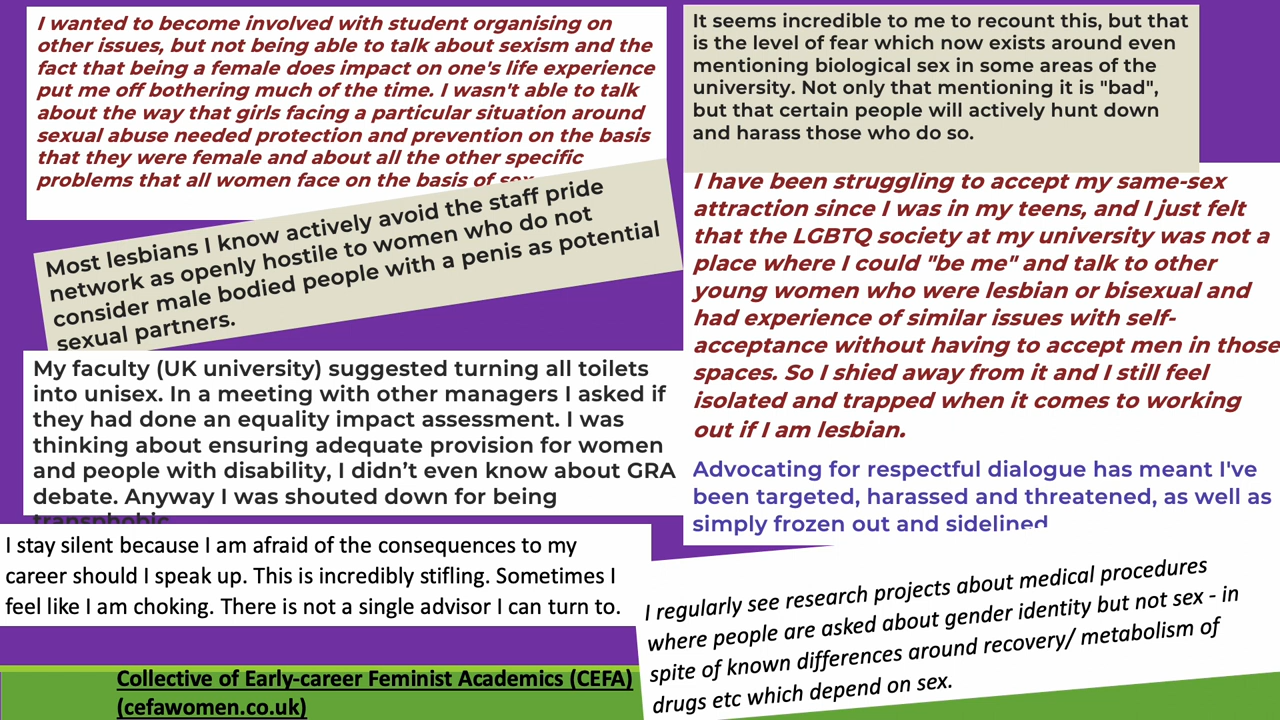 I wanted to become involved with student organising on
other issues, but not being able to talk about sexism and the
fact that being a female does impact on one's life experience
put me off bothering much of the time. I wasn't able to talk
about the way that girls facing a particular situation around
sexual abuse needed protection and prevention on the basis
that they were female and about all the other specific
problems that all women face on the basis of sex
Most lesbians I know actively avoid the staff pride
network as openly hostile to women who do not
consider male bodied people with a penis as potential
sexual partners.
My faculty (UK university) suggested turning all toilets
into unisex. In a meeting with other managers I asked if
they had done an equality impact assessment. I was
thinking about ensuring adequate provision for women
and people with disability, I didn’t even know about GRA
debate. Anyway I was shouted down for being
transphobic
I stay silent because I am afraid of the consequences to my
career should I speak up. This is incredibly stifling. Sometimes I
feel like I am choking. There is not a single advisor I can turn to.
Collective of Early-career Feminist Academics (CEFA)
(cefawomen.co.uk)
It seems incredible to me to recount this, but that
is the level of fear which now exists around even
mentioning biological sex in some areas of the
university. Not only that mentioning it is "bad",
but that certain people will actively hunt down
and harass those who do so.
I have been struggling to accept my same-sex
attraction since I was in my teens, and I just felt
that the LGBTQ society at my university was not a
place where I could "be me" and talk to other
young women who were lesbian or bisexual and
had experience of similar issues with self-
acceptance without having to accept men in those
spaces. So I shied away from it and I still feel
isolated and trapped when it comes to working
out if I am lesbian.
Advocating for respectful dialogue has meant I've
been targeted, harassed and threatened, as well as
simply frozen out and sidelined
I regularly see research projects about medical procedures
where people are asked about gender identity but not sex - in
spite of known differences around recovery/ metabolism of
drugs etc which depend on sex.